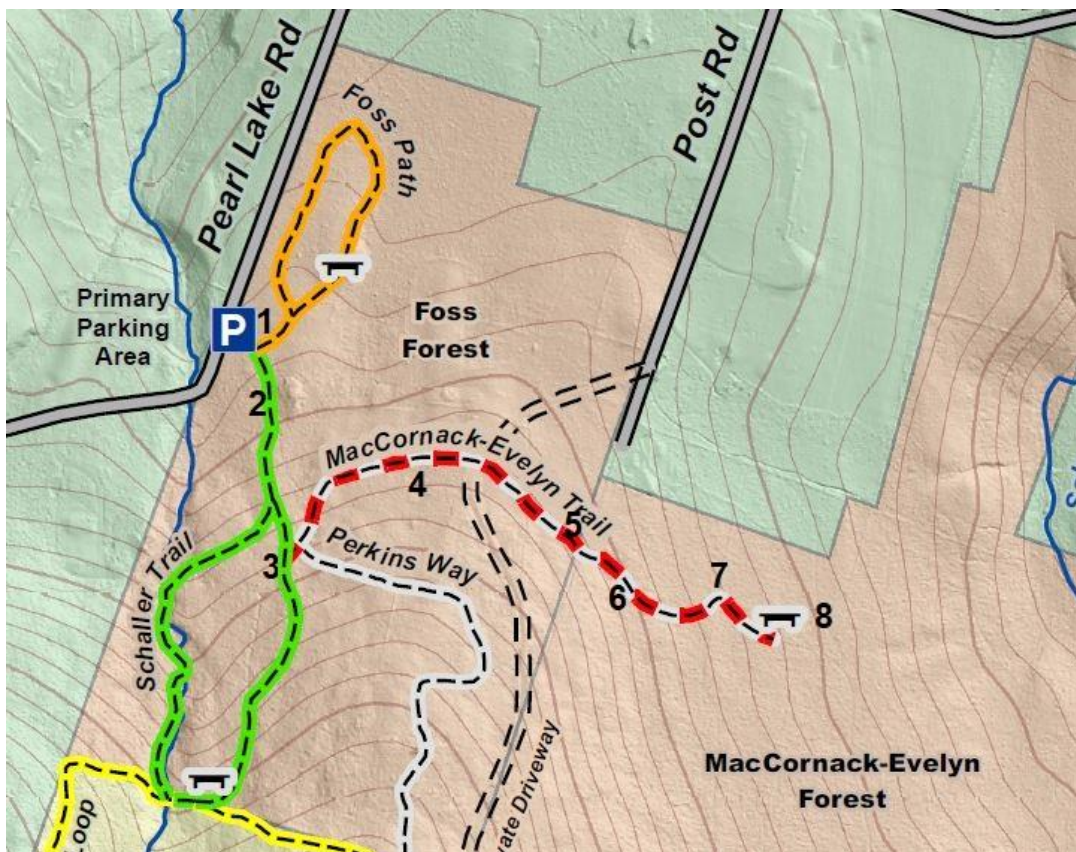 Pearl Lake Rd
Post Rd
Foss Path
Primary
Parking
Area
P
1
Foss
Forest
2
MacCornack-Evelyn Trail
4
5
3
Perkins Way
Schaller Trail
6
7
8
MacCornack-Evelyn
Forest
vate Driveway
Loop